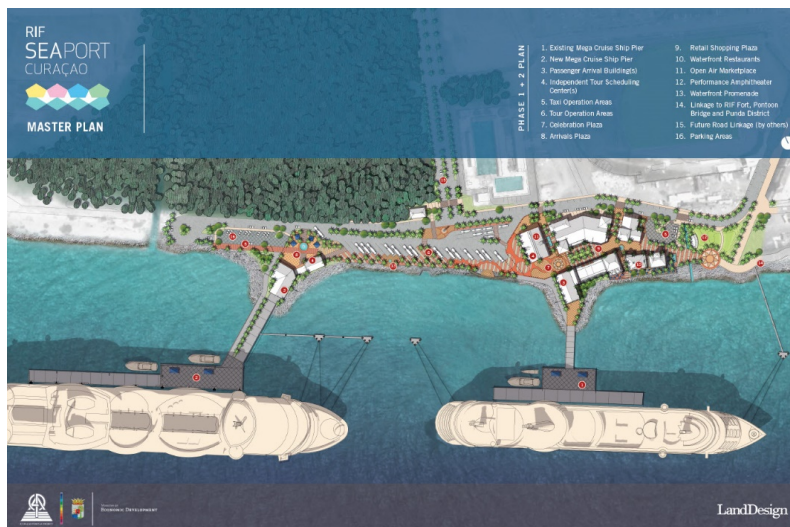 RIF
SEAPORT
CURAÇAO
MASTER PLAN
PHASE 1 + 2 PLAN
1. Existing Mega Cruise Ship Pier
2. New Mega Cruise Ship Pier
3. Passenger Arrival Building(s)
4. Independent Tour Scheduling
Center(s)
5. Taxi Operation Areas
6. Tour Operation Areas
7. Celebration Plaza
8. Arrivals Plaza
9. Retail Shopping Plaza
10. Waterfront Restaurants
11. Open Air Marketplace
12. Performance Amphitheater
13. Waterfront Promenade
14. Linkage to RIF Fort, Pontoon
Bridge and Punda District
15. Future Road Linkage (by others)
16. Parking Areas
2
1
ECONOMIC DEVELOPMENT
LandDesign